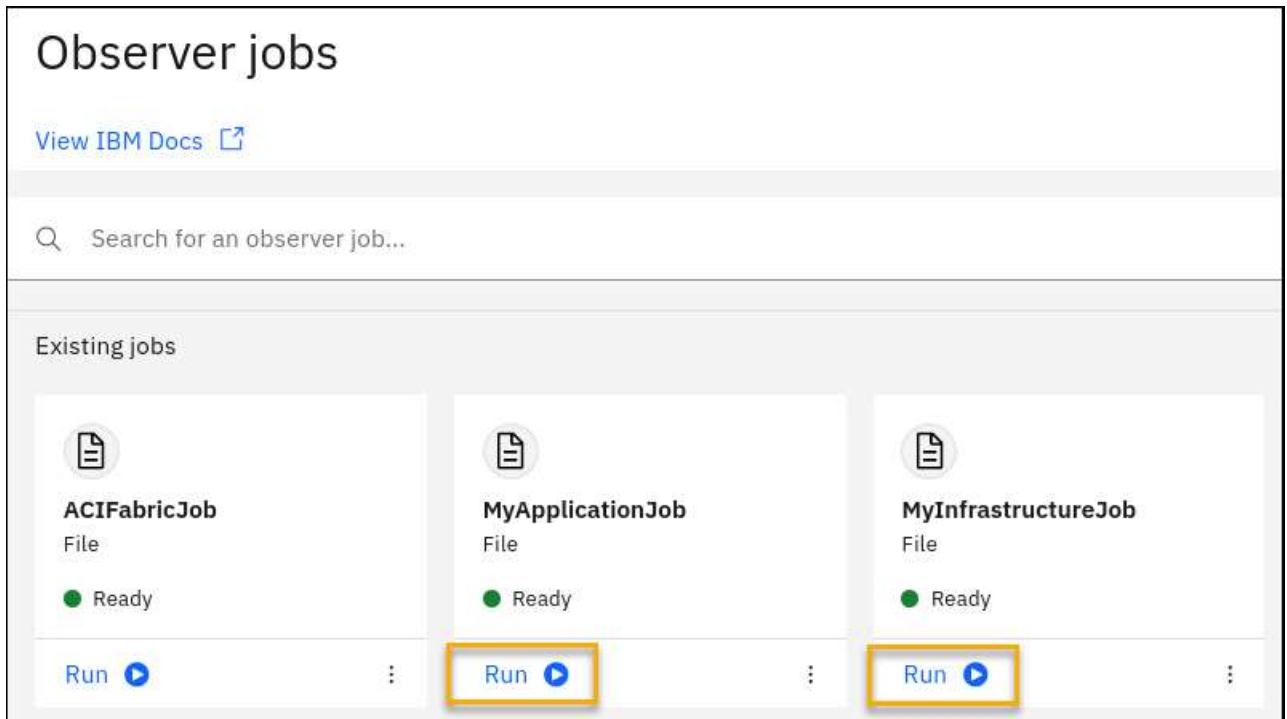 Observer jobs
View IBM Docs
Search for an observer job...
Existing jobs
ACIFabricJob
File
Ready
Run
MyApplicationJob
File
Ready
Run
MyInfrastructureJob
File
Ready
Run